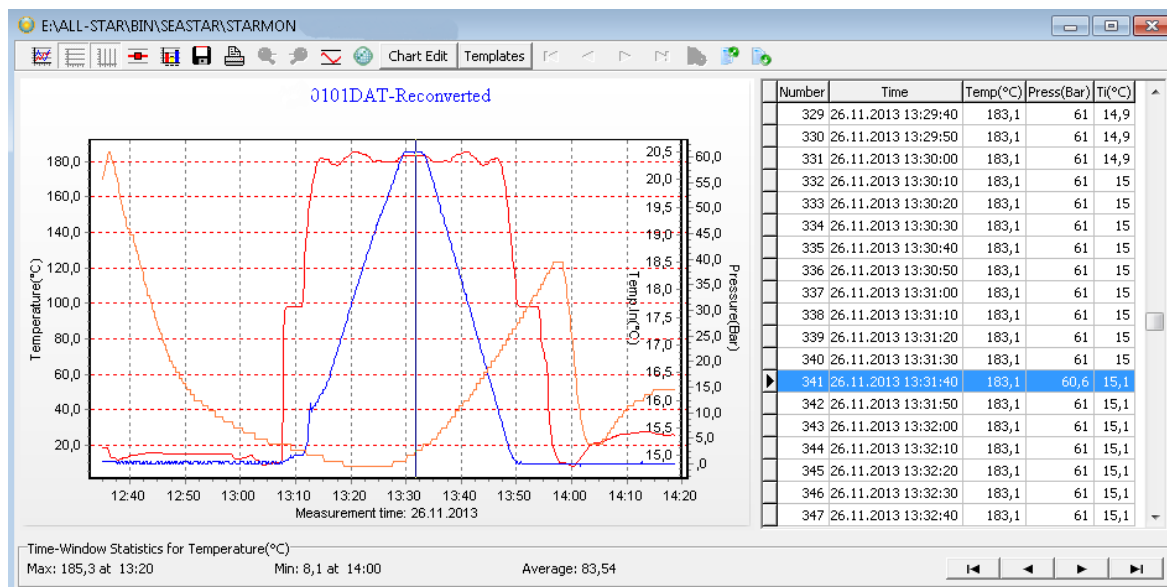 E:\ALL-STAR\BIN\SEASTAR\STARMON
Chart Edit Templates
0101DAT-Reconverted
Temperature(°C)
180,0
160,0
140,0
120,0
100,0
80,0
60,0
40,0
20,0
20,5
20,0
19,5
19,0
18,5
18,0
17,5
17,0
16,5
16,0
15,5
15,0
Temp.In(°C)
60,0
55,0
50,0
45,0
40,0
35,0
30,0
25,0
20,0
15,0
10,0
5,0
,0
Pressure(Bar)
12:40 12:50 13:00 13:10 13:20 13:30 13:40 13:50 14:00 14:10 14:20
Measurement time: 26.11.2013
Number Time Temp(°C) Press(Bar) Ti(°C)
329 26.11.2013 13:29:40 183,1 61 14,9
330 26.11.2013 13:29:50 183,1 61 14,9
331 26.11.2013 13:30:00 183,1 61 14,9
332 26.11.2013 13:30:10 183,1 61 15
333 26.11.2013 13:30:20 183,1 61 15
334 26.11.2013 13:30:30 183,1 61 15
335 26.11.2013 13:30:40 183,1 61 15
336 26.11.2013 13:30:50 183,1 61 15
337 26.11.2013 13:31:00 183,1 61 15
338 26.11.2013 13:31:10 183,1 61 15
339 26.11.2013 13:31:20 183,1 61 15
340 26.11.2013 13:31:30 183,1 61 15
341 26.11.2013 13:31:40 183,1 60,6 15,1
342 26.11.2013 13:31:50 183,1 61 15,1
343 26.11.2013 13:32:00 183,1 61 15,1
344 26.11.2013 13:32:10 183,1 61 15,1
345 26.11.2013 13:32:20 183,1 61 15,1
346 26.11.2013 13:32:30 183,1 61 15,1
347 26.11.2013 13:32:40 183,1 61 15,1
Time-Window Statistics for Temperature(°C)
Max: 185,3 at 13:20 Min: 8,1 at 14:00 Average: 83,54